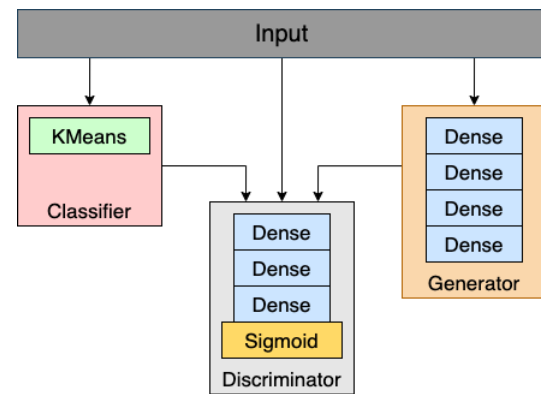 Input
KMeans
Classifier
Dense
Dense
Dense
Sigmoid
Discriminator
Dense
Dense
Dense
Dense
Generator